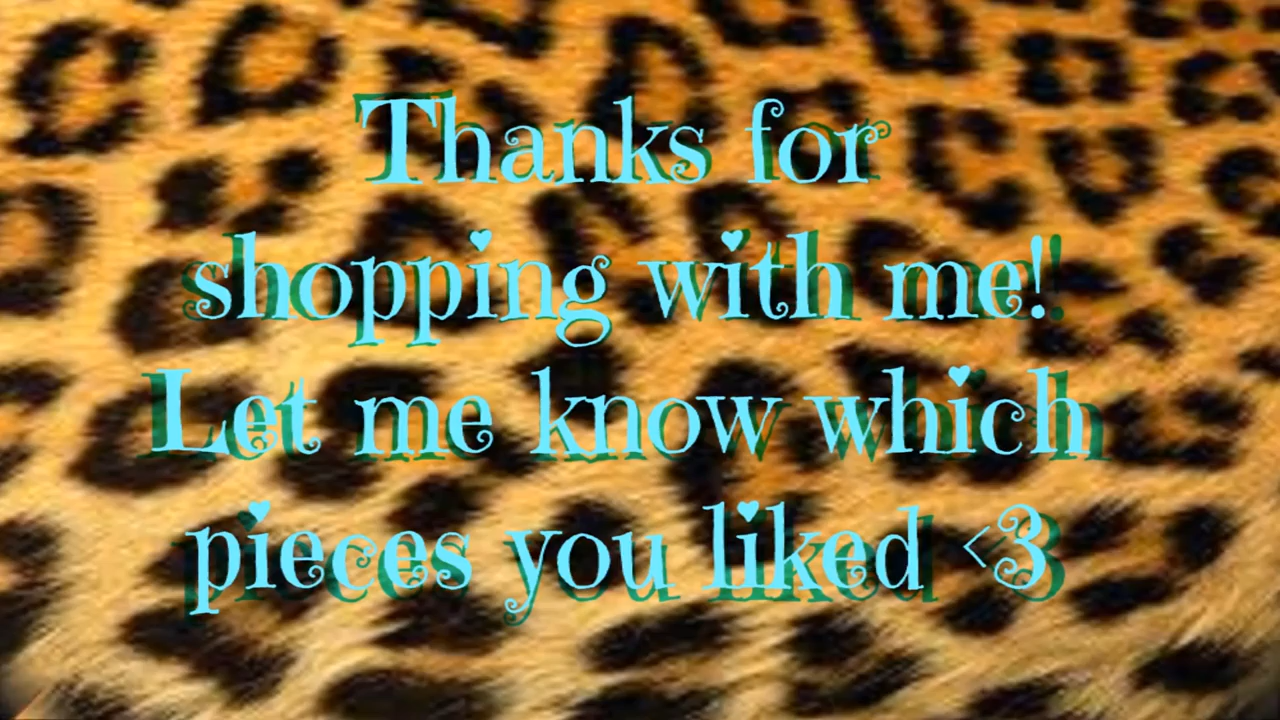 Thanks for
shopping with me!!
Let me know which
pieces you liked <3